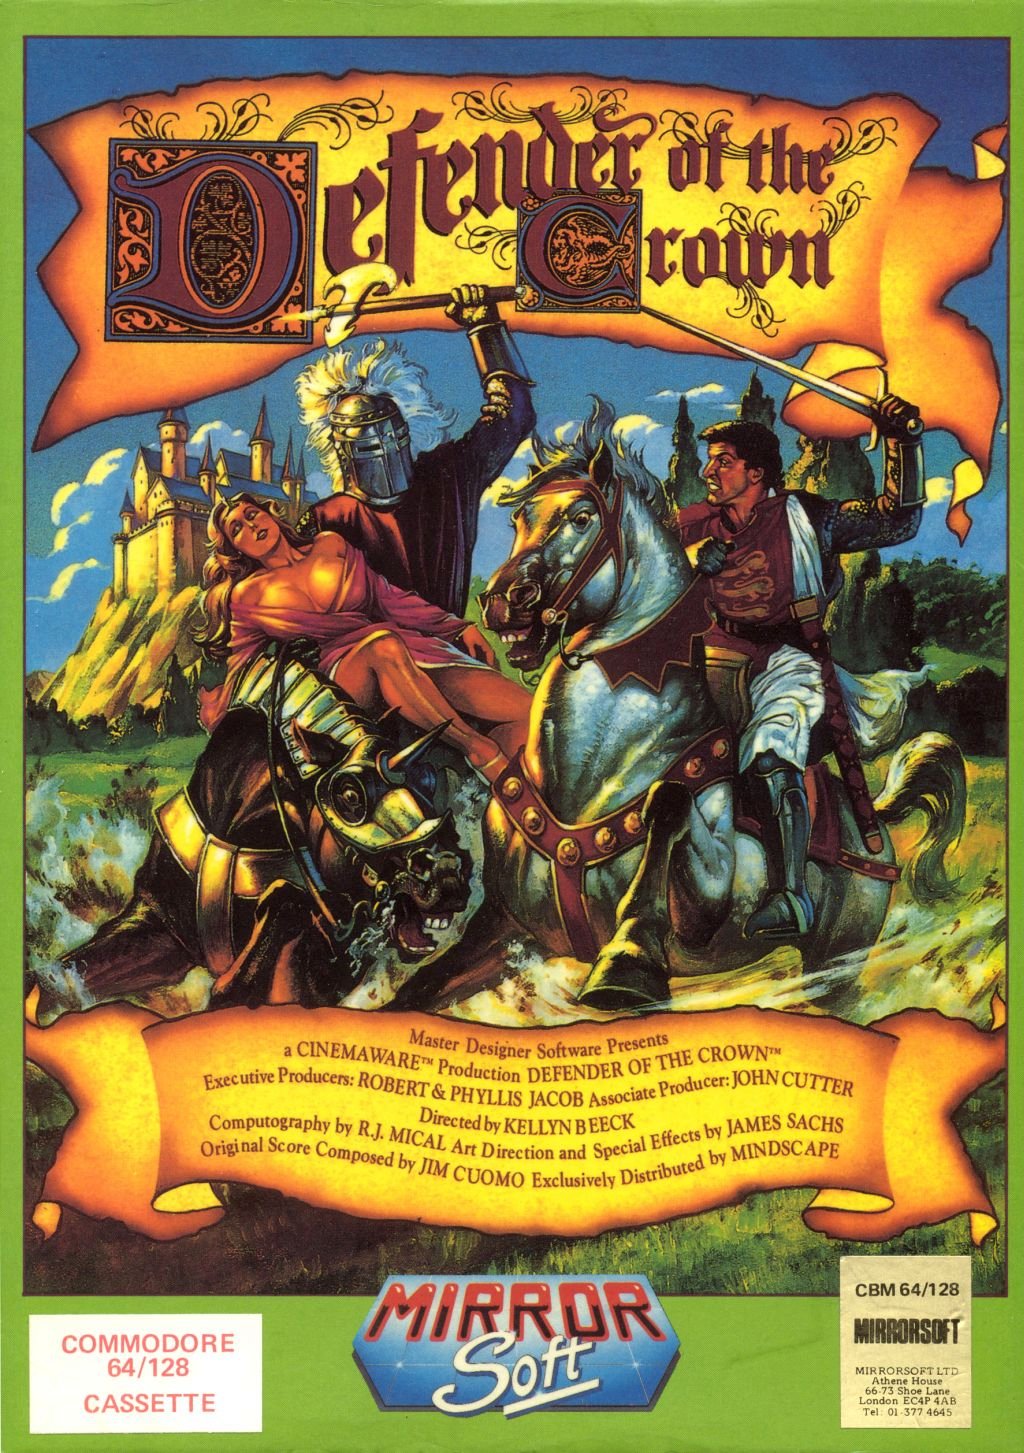 Defender of the
Crown
Master Designer Software Presents
a CINEMAWARE™ Production DEFENDER OF THE CROWN™
Executive Producers: ROBERT & PHYLLIS JACOB Associate Producer: JOHN CUTTER
Directed by KELLYN BEECK
Computography by R.J. MICAL Art Direction and Special Effects by JAMES SACHS
Original Score Composed by JIM CUOMO Exclusively Distributed by MINDSCAPE
COMMODORE
64/128
CASSETTE
MIRROR
Soft
CBM 64/128
MIRRORSOFT
MIRRORSOFT LTD
Athene House
66-73 Shoe Lane
London EC4P 4AB
Tel: 01-377 4645